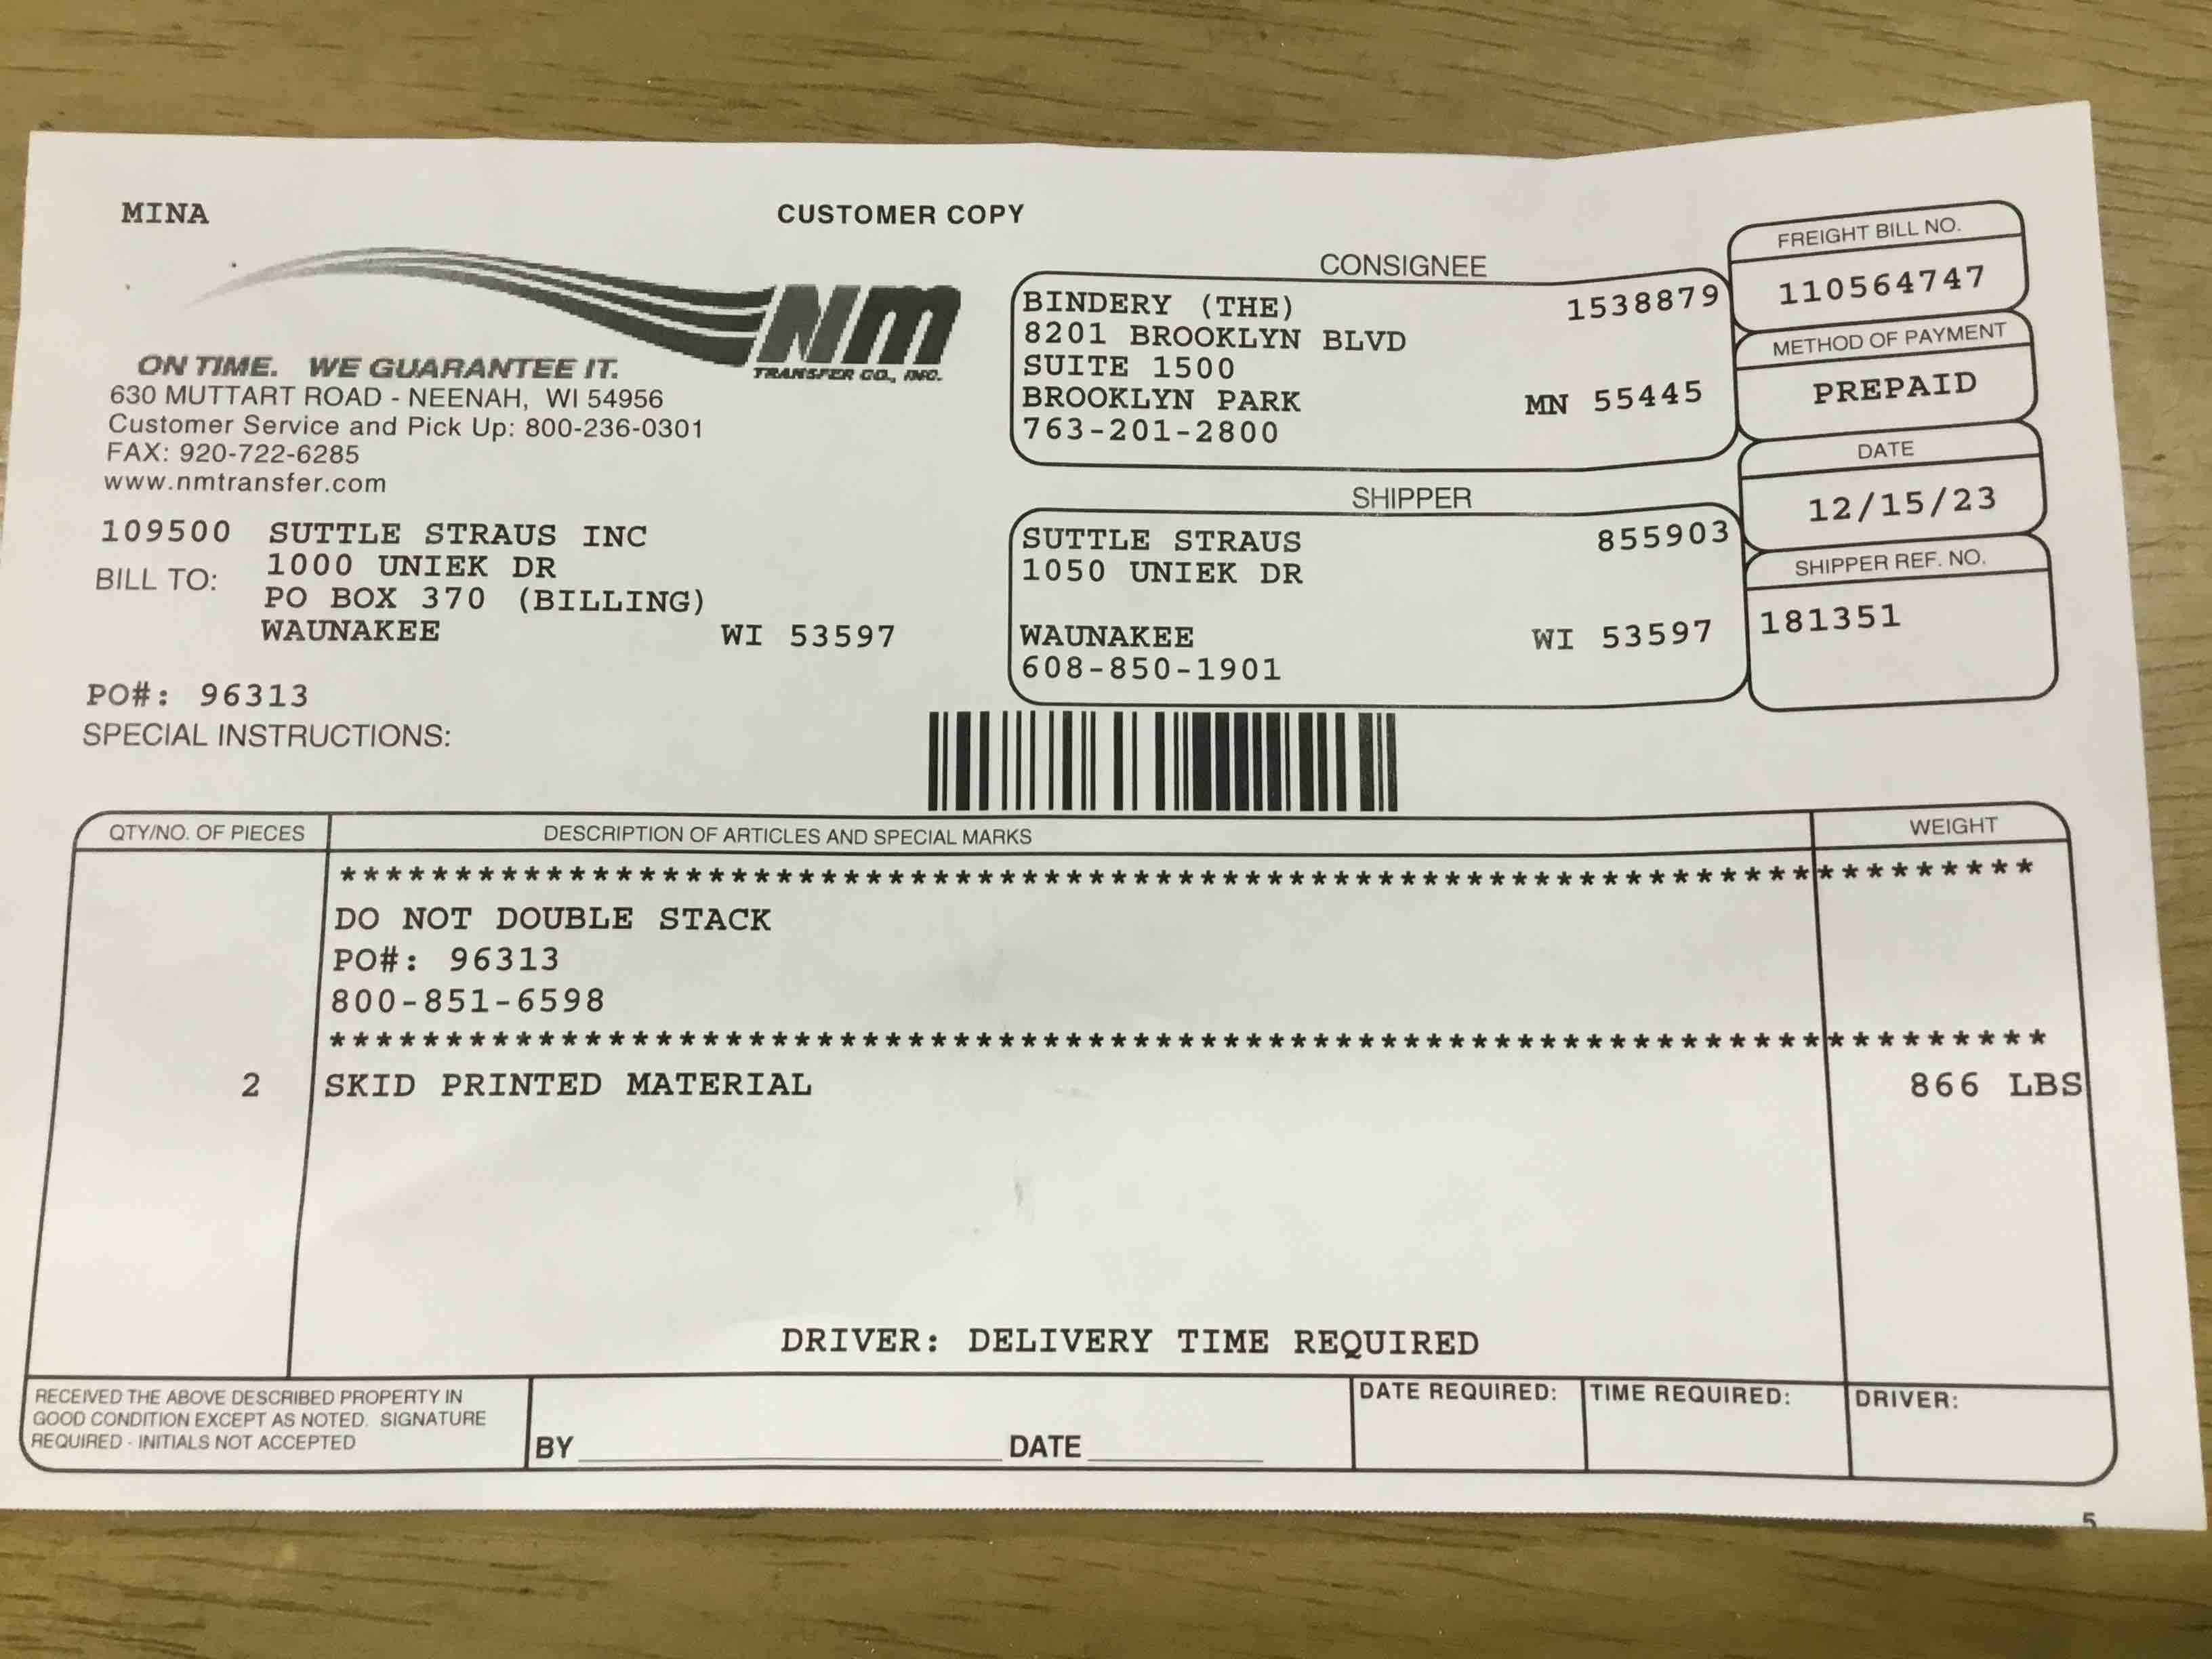 MINA
CUSTOMER COPY
NM
TRANSFER CO., INC.
ON TIME. WE GUARANTEE IT.
630 MUTTART ROAD - NEENAH, WI 54956
Customer Service and Pick Up: 800-236-0301
FAX: 920-722-6285
www.nmtransfer.com
CONSIGNEE
BINDERY (THE) 1538879
8201 BROOKLYN BLVD
SUITE 1500
BROOKLYN PARK MN 55445
763-201-2800
FREIGHT BILL NO.
110564747
METHOD OF PAYMENT
PREPAID
DATE
12/15/23
SHIPPER REF. NO.
181351
109500 SUTTLE STRAUS INC
BILL TO: 1000 UNIEK DR
PO BOX 370 (BILLING)
WAUNAKEE WI 53597
SHIPPER
SUTTLE STRAUS 855903
1050 UNIEK DR
WAUNAKEE WI 53597
608-850-1901
PO#: 96313
SPECIAL INSTRUCTIONS:
QTY/NO. OF PIECES DESCRIPTION OF ARTICLES AND SPECIAL MARKS WEIGHT
***************************************************************************
DO NOT DOUBLE STACK
PO#: 96313
800-851-6598
***************************************************************************
2 SKID PRINTED MATERIAL 866 LBS
DRIVER: DELIVERY TIME REQUIRED
RECEIVED THE ABOVE DESCRIBED PROPERTY IN
GOOD CONDITION EXCEPT AS NOTED. SIGNATURE
REQUIRED - INITIALS NOT ACCEPTED
BY DATE
DATE REQUIRED: TIME REQUIRED: DRIVER:
5